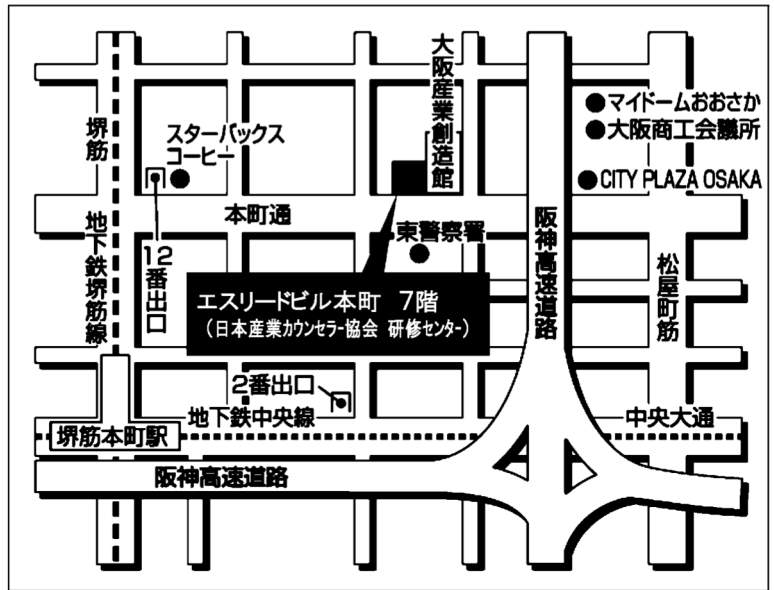 大阪産業創造館
マイドームおおさか
大阪商工会議所
CITY PLAZA OSAKA
堺筋
スターバックス
コーヒー
本町通
12番出口
地下鉄堺筋線
東警察署
阪神高速道路
松屋町筋
エスリードビル本町 7階
(日本産業カウンセラー協会 研修センター)
2番出口
地下鉄中央線
中央大通
堺筋本町駅
阪神高速道路